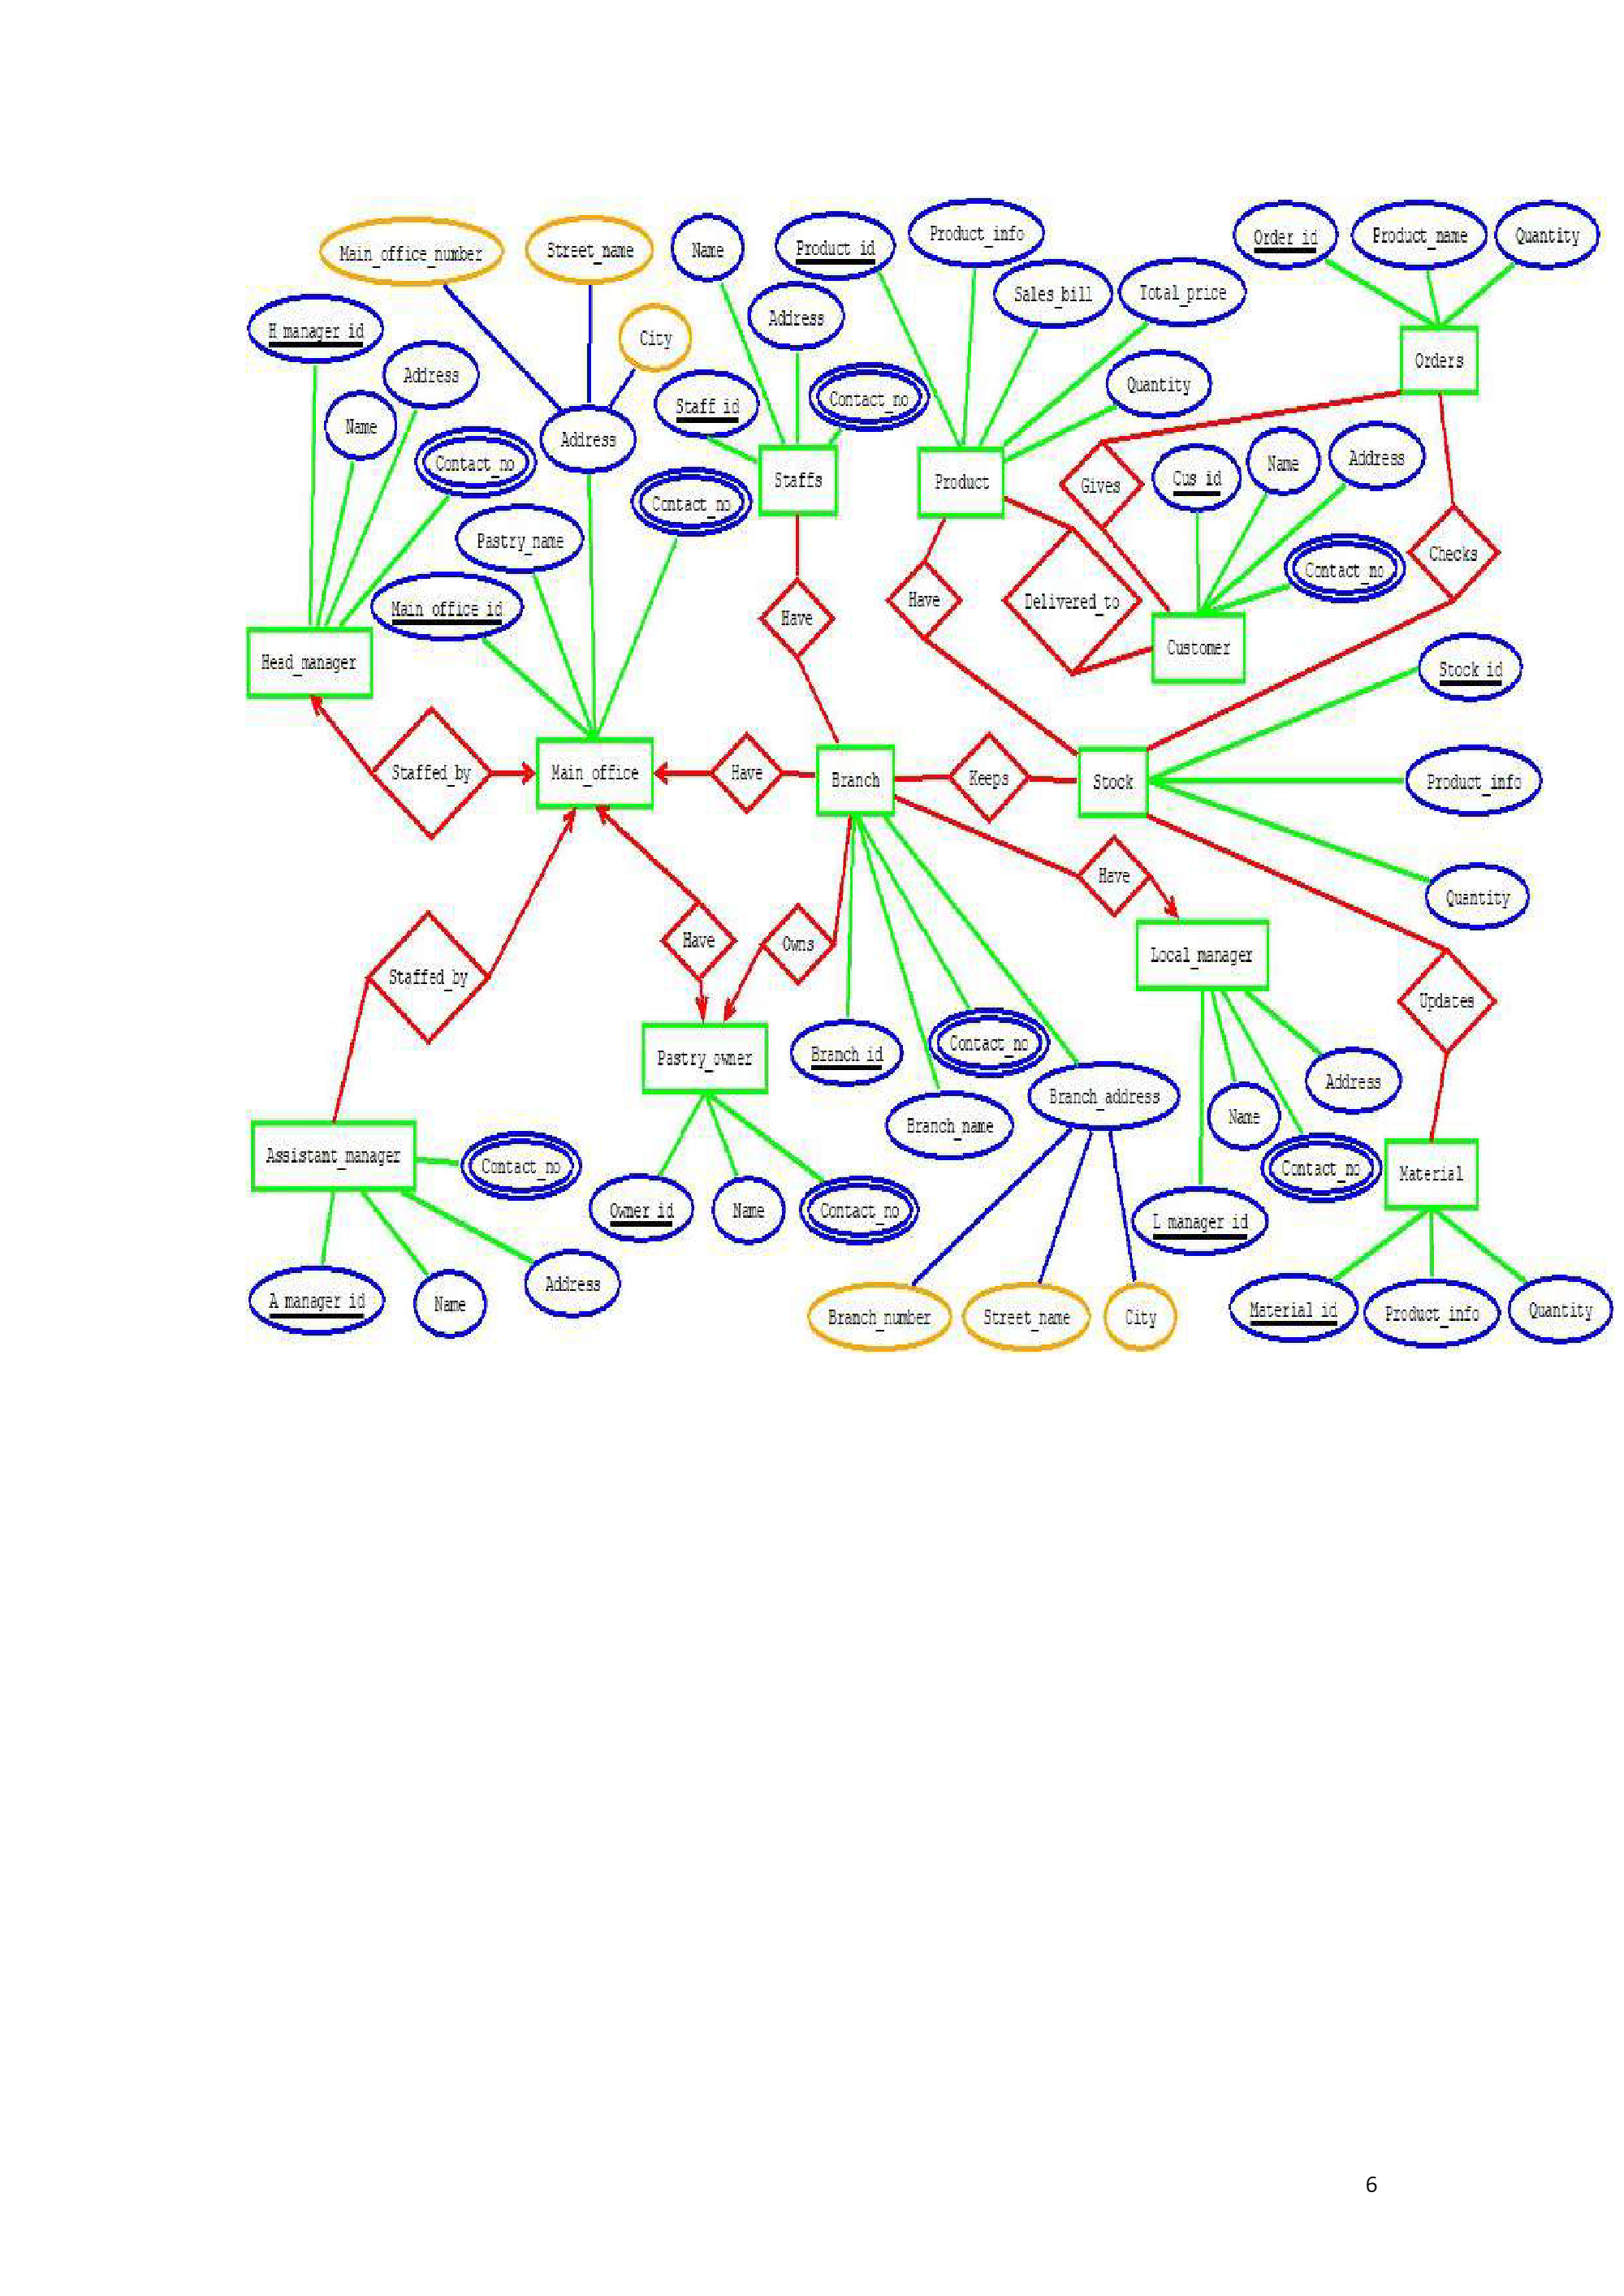 Main_office_number
Street_name
Name
Product_id
Product_info
Order_id
Product_name
Quantity
H_manager_id
City
Address
Sales_bill
Total_price
Orders
Address
Name
Address
Staff_id
Contact_no
Quantity
Contact_no
Contact_no
Staffs
Product
Gives
Cus_id
Name
Address
Pastry_name
Checks
Contact_no
Main_office_id
Have
Have
Delivered_to
Customer
Head_manager
Stock_id
Staffed_by
Main_office
Have
Branch
Keeps
Stock
Product_info
Have
Quantity
Staffed_by
Have
Owns
Local_manager
Updates
Pastry_owner
Branch_id
Contact_no
Branch_address
Address
Branch_name
Name
Assistant_manager
Contact_no
Contact_no
Material
Owner_id
Name
Contact_no
L_manager_id
A_manager_id
Name
Address
Branch_number
Street_name
City
Material_id
Product_info
Quantity
6